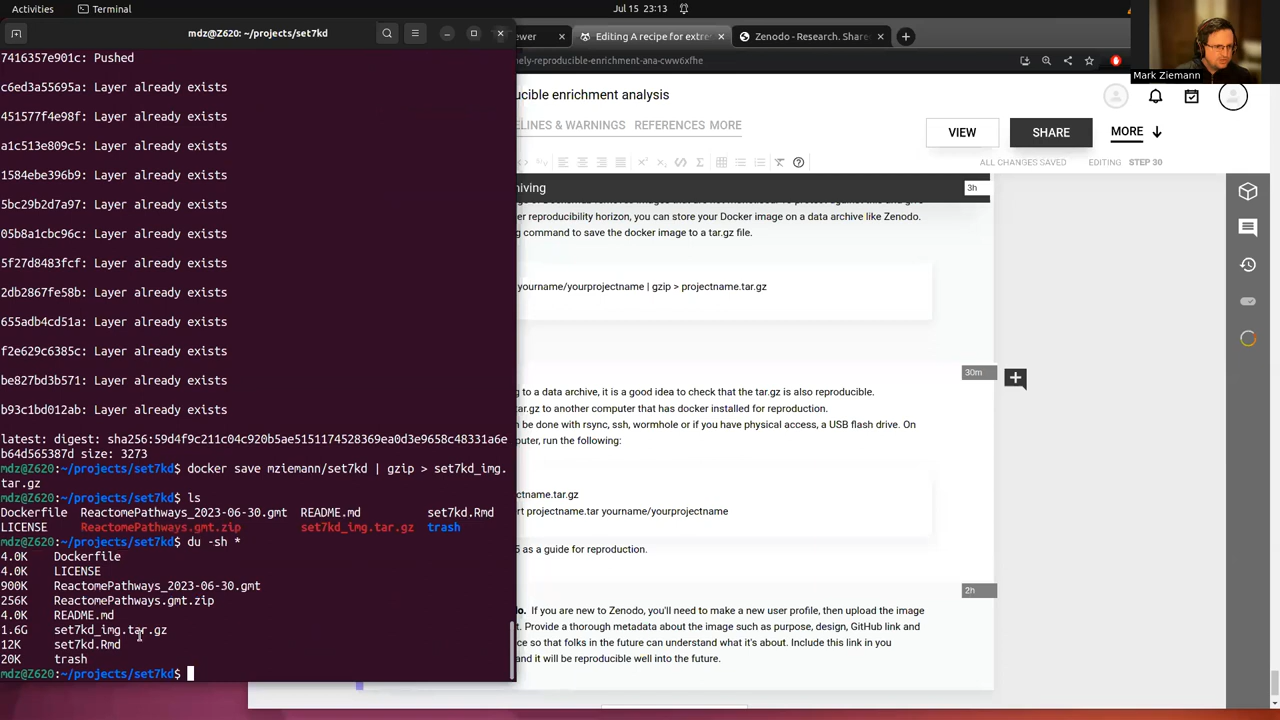 Activities
Terminal
Jul 15 23:13
mdz@Z620: ~/projects/set7kd
ewer
Editing A recipe for extre
Zenodo - Research. Share
nely-reproducible-enrichment-ana-cww6xfhe
Mark Ziemann
7416357e901c: Pushed
c6ed3a55695a: Layer already exists
451577f4e98f: Layer already exists
a1c513e809c5: Layer already exists
1584ebe390b9: Layer already exists
5bc29b2d7a97: Layer already exists
05b8a1cbc96c: Layer already exists
5f27d8483fcf: Layer already exists
2db2867fe58b: Layer already exists
655adb4cd51a: Layer already exists
f2e629c6385c: Layer already exists
be827bd3b571: Layer already exists
b93c1bd012ab: Layer already exists
latest: digest: sha256:59d4f9c211c04c920b5ae5151174528369ea0d3e9658c48331a6e
b64d565387d size: 3273
mdz@Z620:~/projects/set7kd$ docker save mziemann/set7kd | gzip > set7kd_img.
tar.gz
mdz@Z620:~/projects/set7kd$ ls
Dockerfile ReactomePathways_2023-06-30.gmt README.md set7kd.Rmd
LICENSE ReactomePathways.gmt.zip set7kd_img.tar.gz trash
mdz@Z620:~/projects/set7kd$ du -sh *
4.0K Dockerfile
4.0K LICENSE
900K ReactomePathways_2023-06-30.gmt
256K ReactomePathways.gmt.zip
4.0K README.md
1.6G set7kd_img.tar.gz
12K set7kd.Rmd
20K trash
mdz@Z620:~/projects/set7kd$
ucible enrichment analysis
ELINES & WARNINGS REFERENCES MORE
VIEW
SHARE
MORE
ALL CHANGES SAVED EDITING STEP 30
hiving
3h
er reproducibility horizon, you can store your Docker image on a data archive like Zenodo.
g command to save the docker image to a tar.gz file.
yourname/yourprojectname | gzip > projectname.tar.gz
30m
g to a data archive, it is a good idea to check that the tar.gz is also reproducible.
tar.gz to another computer that has docker installed for reproduction.
n be done with rsync, ssh, wormhole or if you have physical access, a USB flash drive. On
puter, run the following:
ctname.tar.gz
rt projectname.tar yourname/yourprojectname
5 as a guide for reproduction.
2h
do. If you are new to Zenodo, you'll need to make a new user profile, then upload the image
t. Provide a thorough metadata about the image such as purpose, design, GitHub link and
ce so that folks in the future can understand what it's about. Include this link in you
and it will be reproducible well into the future.